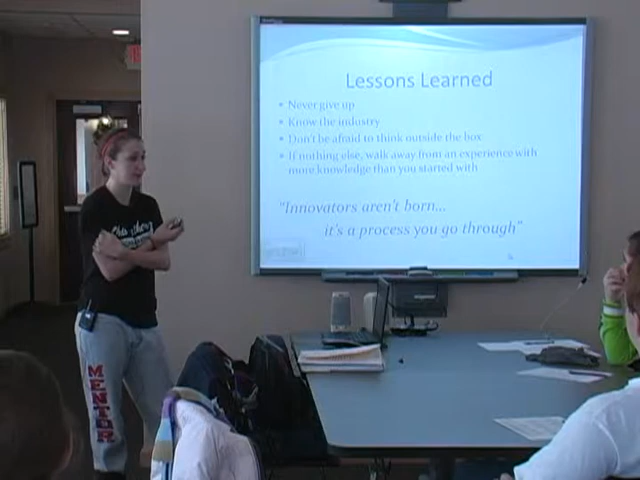 Lessons Learned
Never give up
Know the industry
Don't be afraid to think outside the box
If nothing else, walk away from an experience with
more knowledge than you started with
"Innovators aren't born...
it's a process you go through"
MENTOR